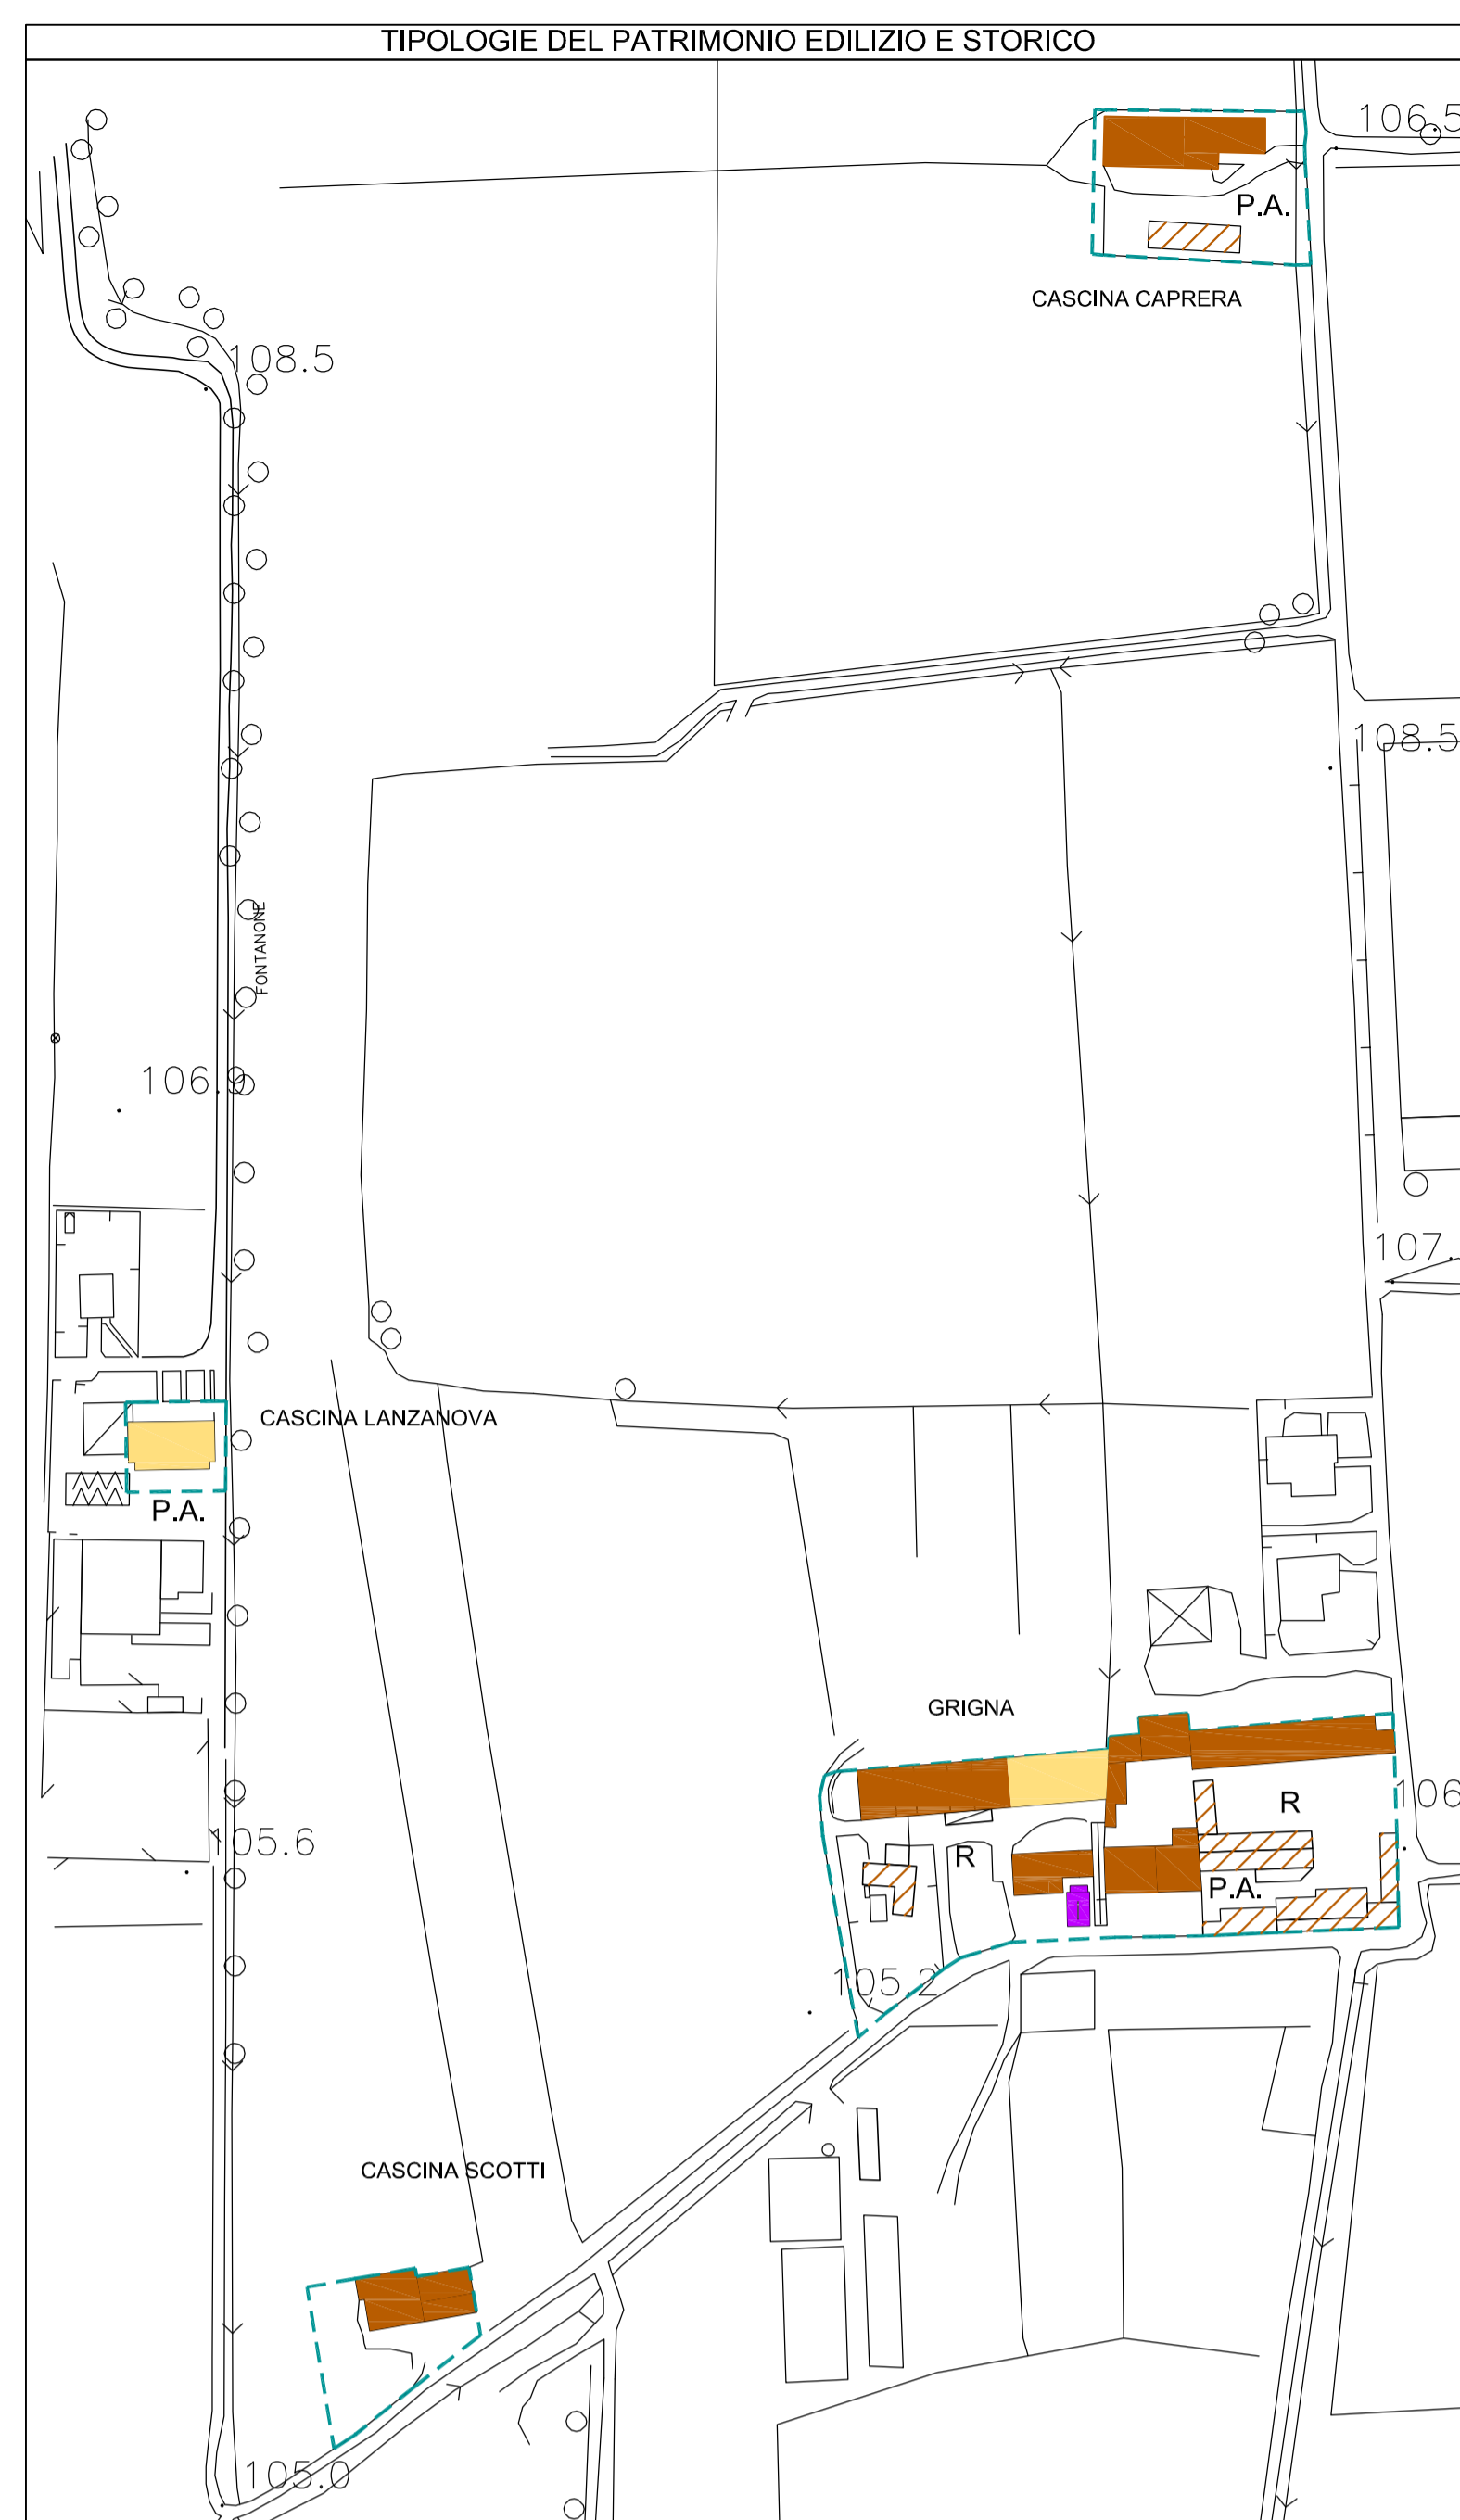 TIPOLOGIE DEL PATRIMONIO EDILIZIO E STORICO
106.5
P.A.
CASCINA CAPRERA
108.5
108.5
FONTANONE
106.9
107.
CASCINA LANZANOVA
P.A.
GRIGNA
106
R
105.6
R
P.A.
105.2
CASCINA SCOTTI
105.0